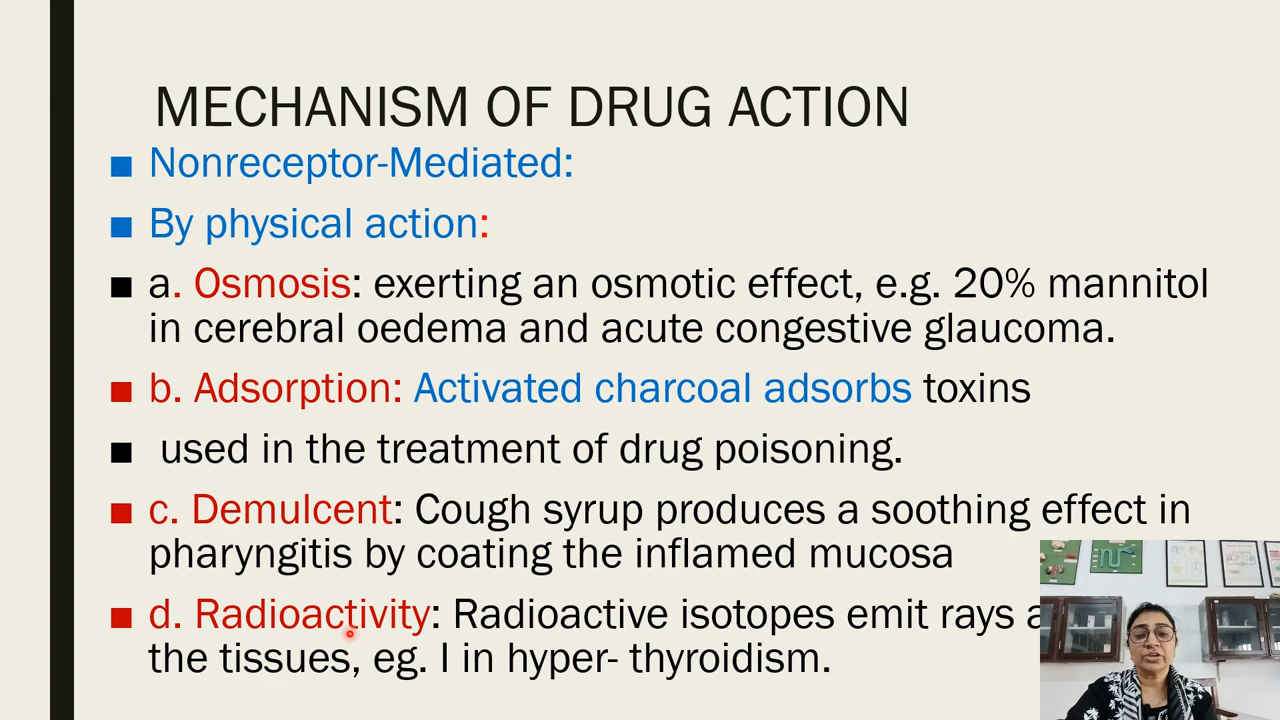 MECHANISM OF DRUG ACTION
Nonreceptor-Mediated:
By physical action:
a. Osmosis: exerting an osmotic effect, e.g. 20% mannitol
in cerebral oedema and acute congestive glaucoma.
b. Adsorption: Activated charcoal adsorbs toxins
used in the treatment of drug poisoning.
c. Demulcent: Cough syrup produces a soothing effect in
pharyngitis by coating the inflamed mucosa
d. Radioactivity: Radioactive isotopes emit rays
the tissues, eg. I in hyper- thyroidism.